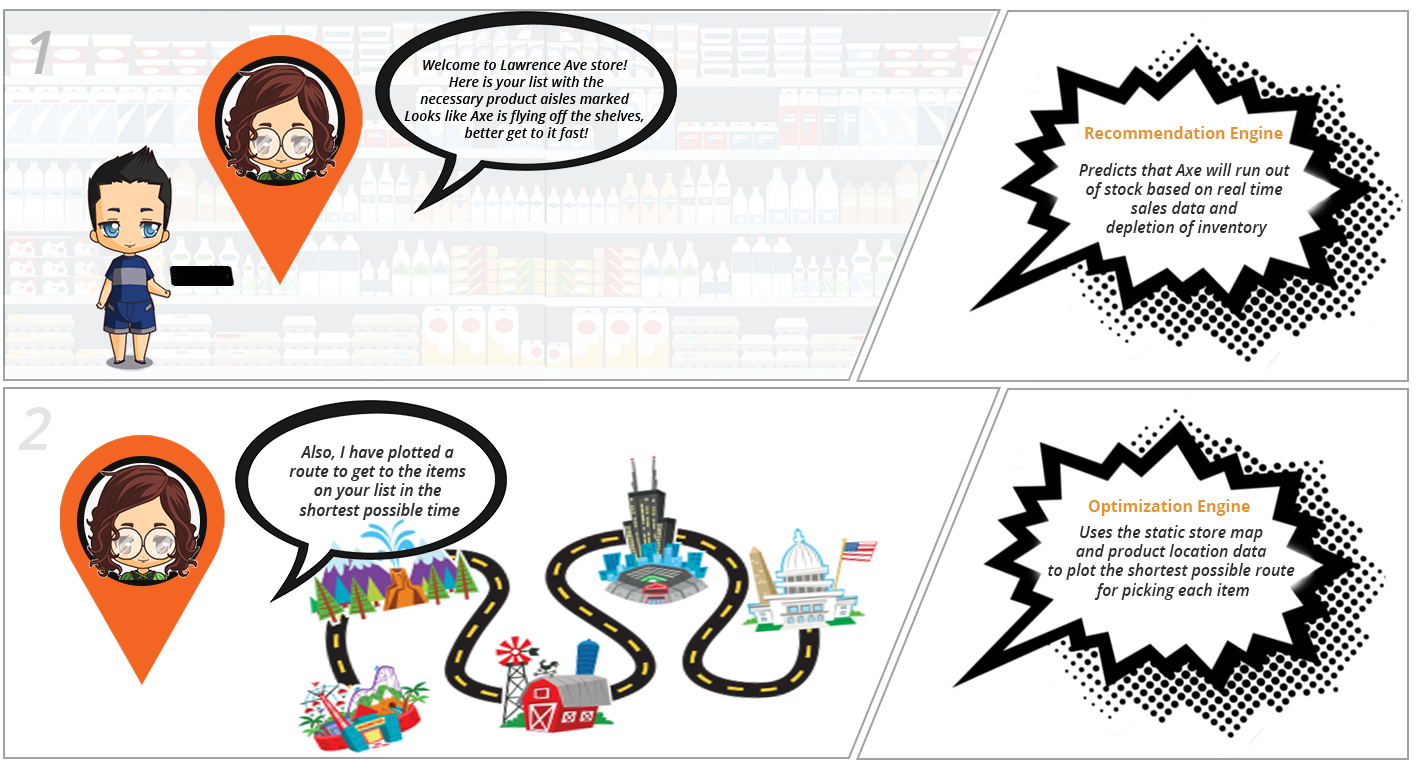 1
Welcome to Lawrence Ave store!
Here is your list with the
necessary product aisles marked
Looks like Axe is flying off the shelves,
better get to it fast!
Recommendation Engine
Predicts that Axe will run out
of stock based on real time
sales data and
depletion of inventory
2
Also, I have plotted a
route to get to the items
on your list in the
shortest possible time
Optimization Engine
Uses the static store map
and product location data
to plot the shortest possible route
for picking each item